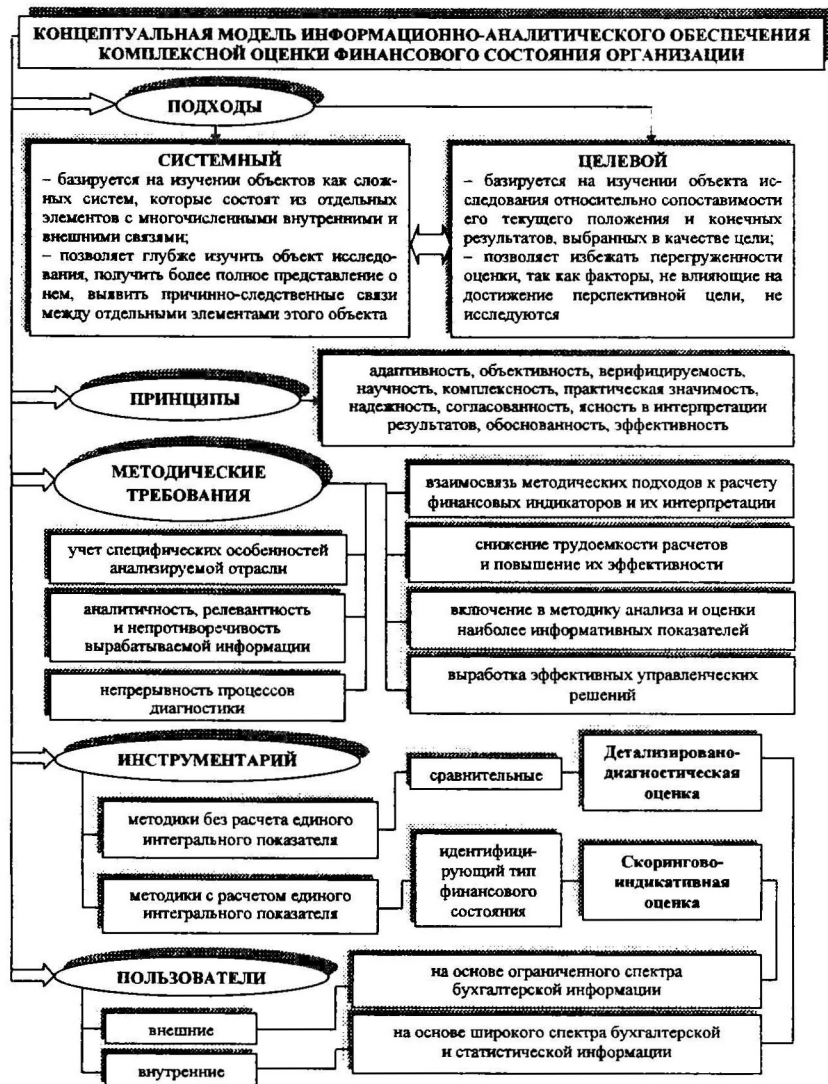 КОНЦЕПТУАЛЬНАЯ МОДЕЛЬ ИНФОРМАЦИОННО-АНАЛИТИЧЕСКОГО ОБЕСПЕЧЕНИЯ
КОМПЛЕКСНОЙ ОЦЕНКИ ФИНАНСОВОГО СОСТОЯНИЯ ОРГАНИЗАЦИИ
ПОДХОДЫ
СИСТЕМНЫЙ
– базируется на изучении объектов как слож-
ных систем, которые состоят из отдельных
элементов с многочисленными внутренними и
внешними связями;
– позволяет глубже изучить объект исследо-
вания, получить более полное представление о
нем, выявить причинно-следственные связи
между отдельными элементами этого объекта
ЦЕЛЕВОЙ
– базируется на изучении объекта ис-
следования относительно сопоставимости
его текущего положения и конечных
результатов, выбранных в качестве цели;
– позволяет избежать перегруженности
оценки, так как факторы, не влияющие на
достижение перспективной цели, не
исследуются
ПРИНЦИПЫ
адаптивность, объективность, верифицируемость,
научность, комплексность, практическая значимость,
надежность, согласованность, ясность в интерпретации
результатов, обоснованность, эффективность
МЕТОДИЧЕСКИЕ
ТРЕБОВАНИЯ
учет специфических особенностей
анализируемой отрасли
аналитичность, релевантность
и непротиворечивость
вырабатываемой информации
непрерывность процессов
диагностики
взаимосвязь методических подходов к расчету
финансовых индикаторов и их интерпретации
снижение трудоемкости расчетов
и повышение их эффективности
включение в методику анализа и оценки
наиболее информативных показателей
выработка эффективных управленческих
решений
ИНСТРУМЕНТАРИЙ
методики без расчета единого
интегрального показателя
сравнительные
Детализировано-
диагностическая
оценка
методики с расчетом единого
интегрального показателя
идентифици-
рующий тип
финансового
состояния
Скорингово-
индикативная
оценка
ПОЛЬЗОВАТЕЛИ
внешние
внутренние
на основе ограниченного спектра
бухгалтерской информации
на основе широкого спектра бухгалтерской
и статистической информации